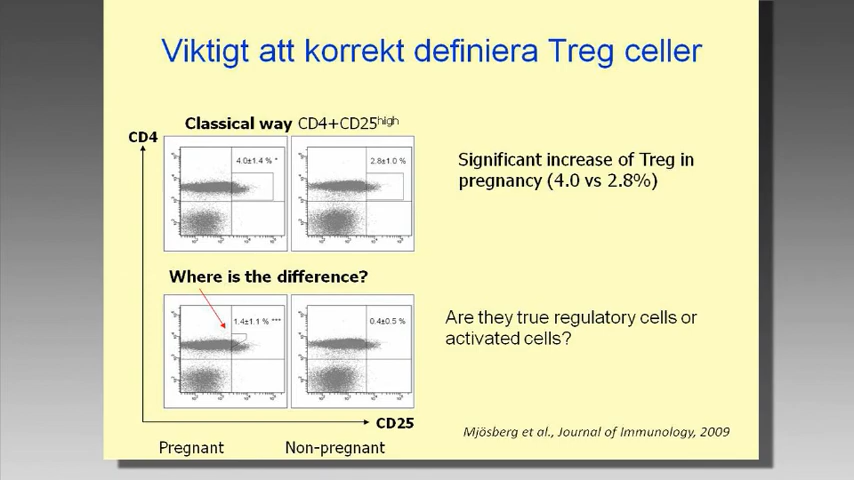 Viktigt att korrekt definiera Treg celler
Classical way CD4+CD25high
CD4
4.0±1.4 % *
2.8±1.0 %
Significant increase of Treg in
pregnancy (4.0 vs 2.8%)
Where is the difference?
1.4±1.1 % ***
0.4±0.5 %
Are they true regulatory cells or
activated cells?
CD25
Mjösberg et al., Journal of Immunology, 2009
Pregnant
Non-pregnant